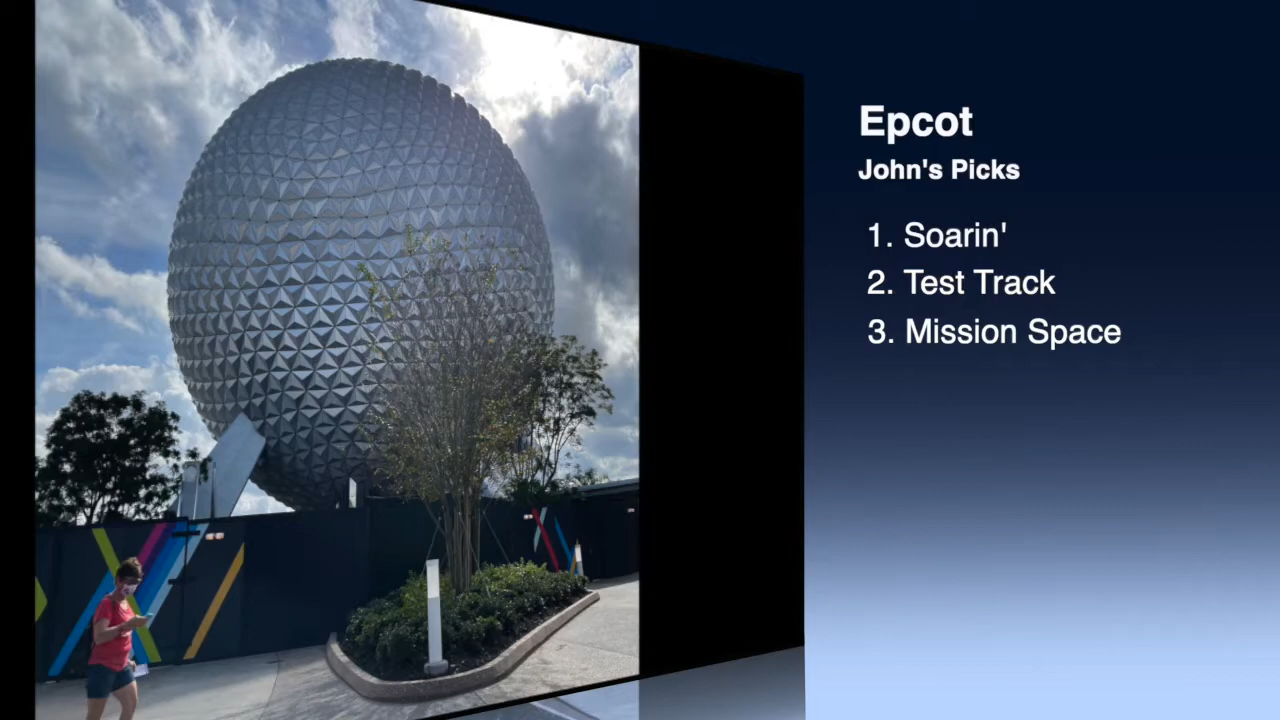 Epcot
John's Picks
1. Soarin'
2. Test Track
3. Mission Space